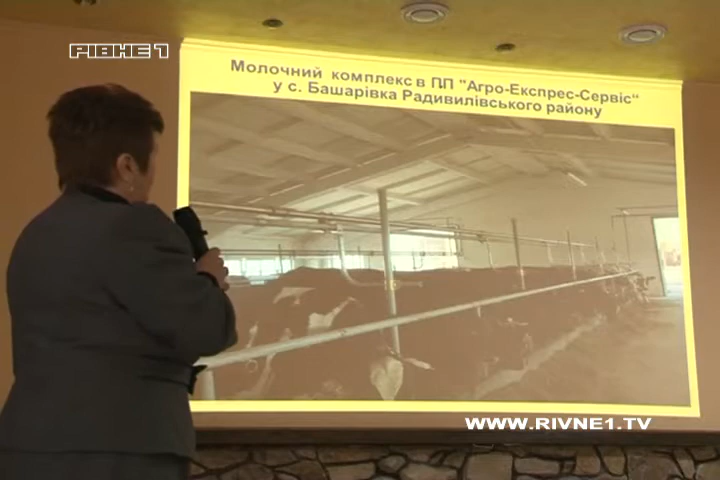 РІВНЕ 1
Молочний комплекс в ПП "Агро-Експрес-Сервіс"
у с. Башарівка Радивилівського району
WWW.RIVNE1.TV